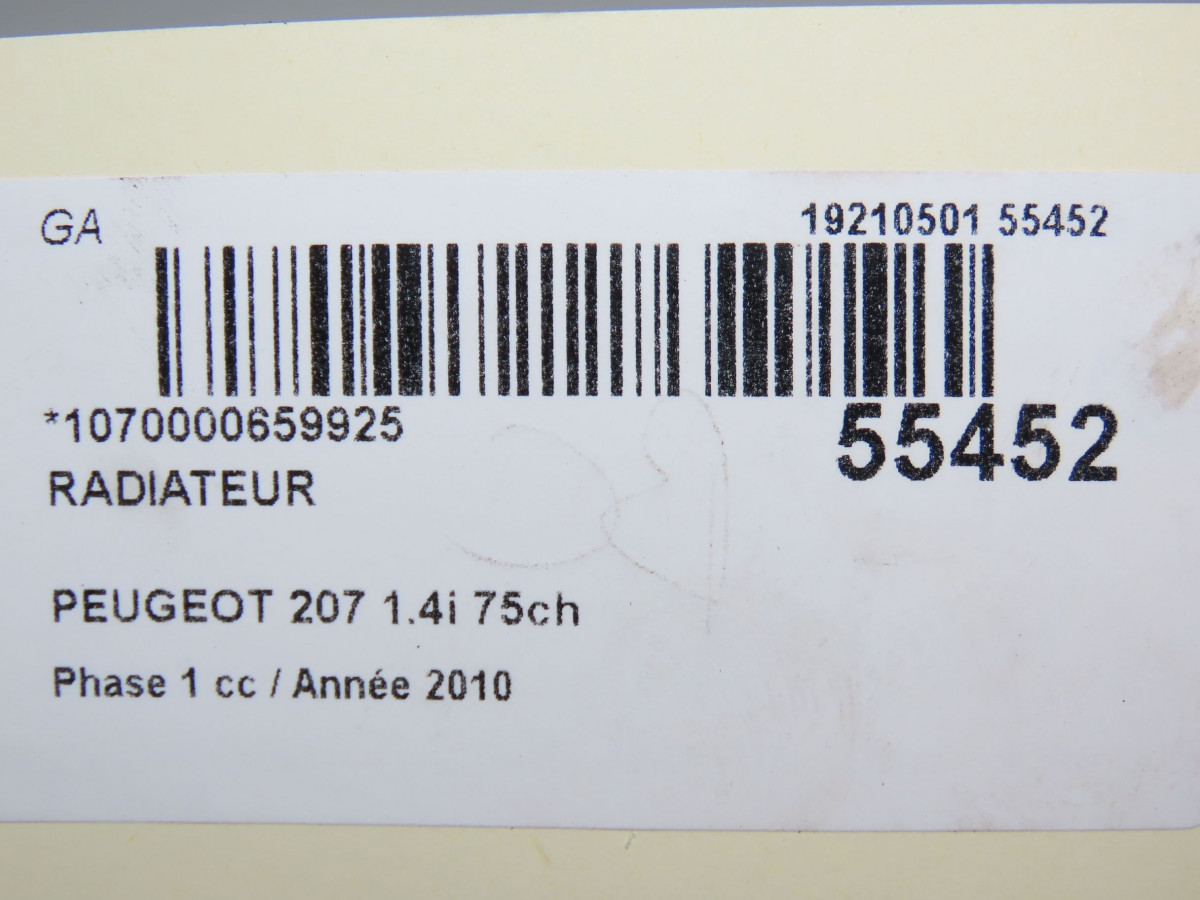 GA
19210501 55452
*1070000659925
55452
RADIATEUR
PEUGEOT 207 1.4i 75ch
Phase 1 cc / Année 2010